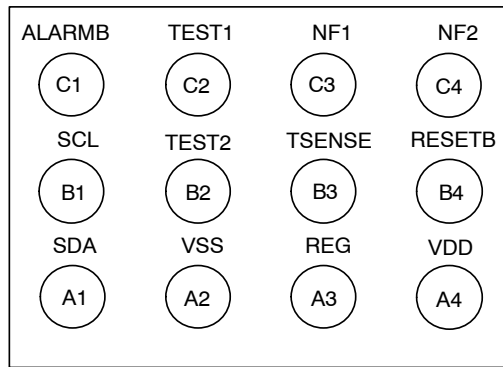 ALARMB TEST1 NF1 NF2
C1 C2 C3 C4
SCL TEST2 TSENSE RESETB
B1 B2 B3 B4
SDA VSS REG VDD
A1 A2 A3 A4